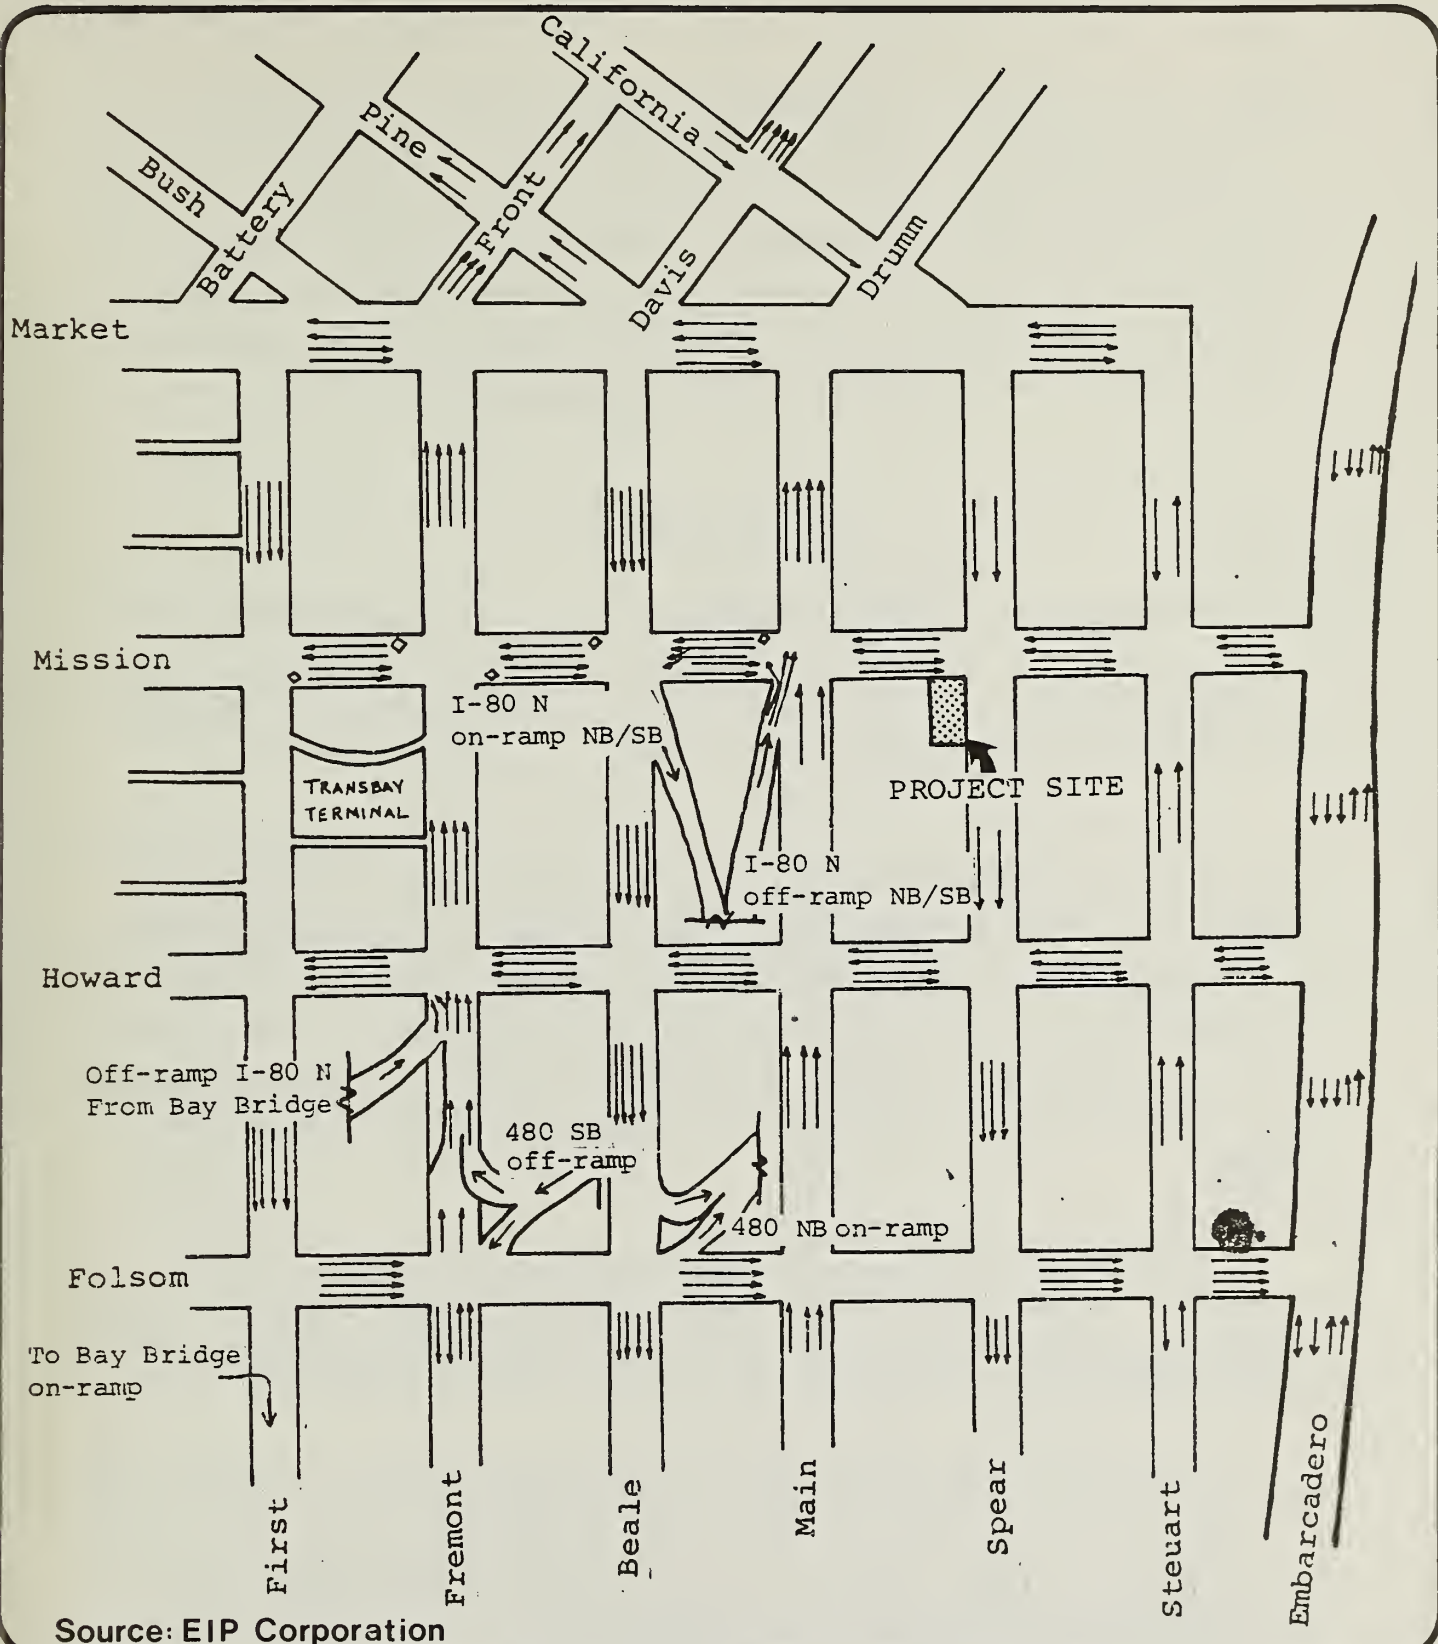 California
Pine
Bush
Battery
Front
Davis
Drumm
Market
Mission
I-80 N
on-ramp NB/SB
TRANSBAY
TERMINAL
PROJECT SITE
I-80 N
off-ramp NB/SB
Howard
Off-ramp I-80 N
From Bay Bridge
480 SB
off-ramp
480 NB on-ramp
Folsom
To Bay Bridge
on-ramp
First
Fremont
Beale
Main
Spear
Steuart
Embarcadero
Source: EIP Corporation